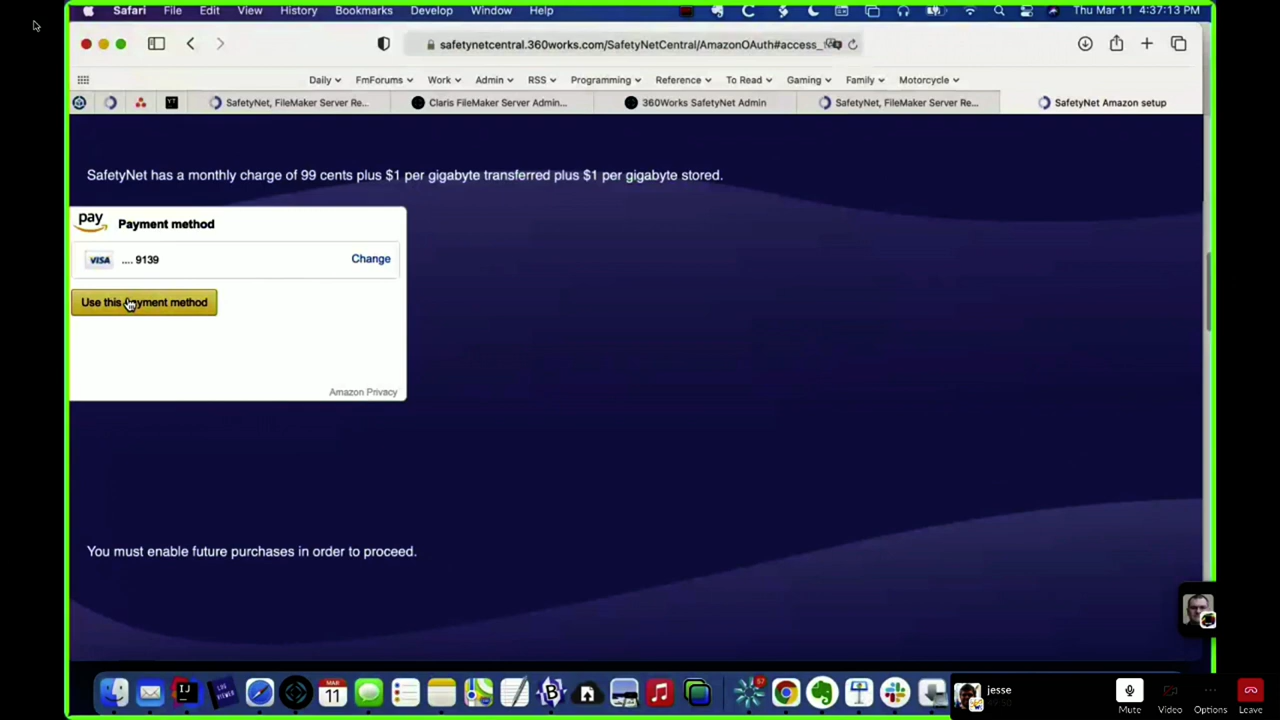 Safari File Edit View History Bookmarks Develop Window Help Thu Mar 11 4:37:13 PM
safetynetcentral.360works.com/SafetyNetCentral/AmazonOAuth#access_
Daily FmForums Work Admin RSS Programming Reference To Read Gaming Family Motorcycle
YT SafetyNet, FileMaker Server Re... Claris FileMaker Server Admin... 360Works SafetyNet Admin SafetyNet, FileMaker Server Re... SafetyNet Amazon setup
SafetyNet has a monthly charge of 99 cents plus $1 per gigabyte transferred plus $1 per gigabyte stored.
pay Payment method
VISA .... 9139 Change
Use this payment method
Amazon Privacy
You must enable future purchases in order to proceed.
MAR
11
IJ
LIVE
VIEWER
B
57
jesse
Mute Video Options Leave